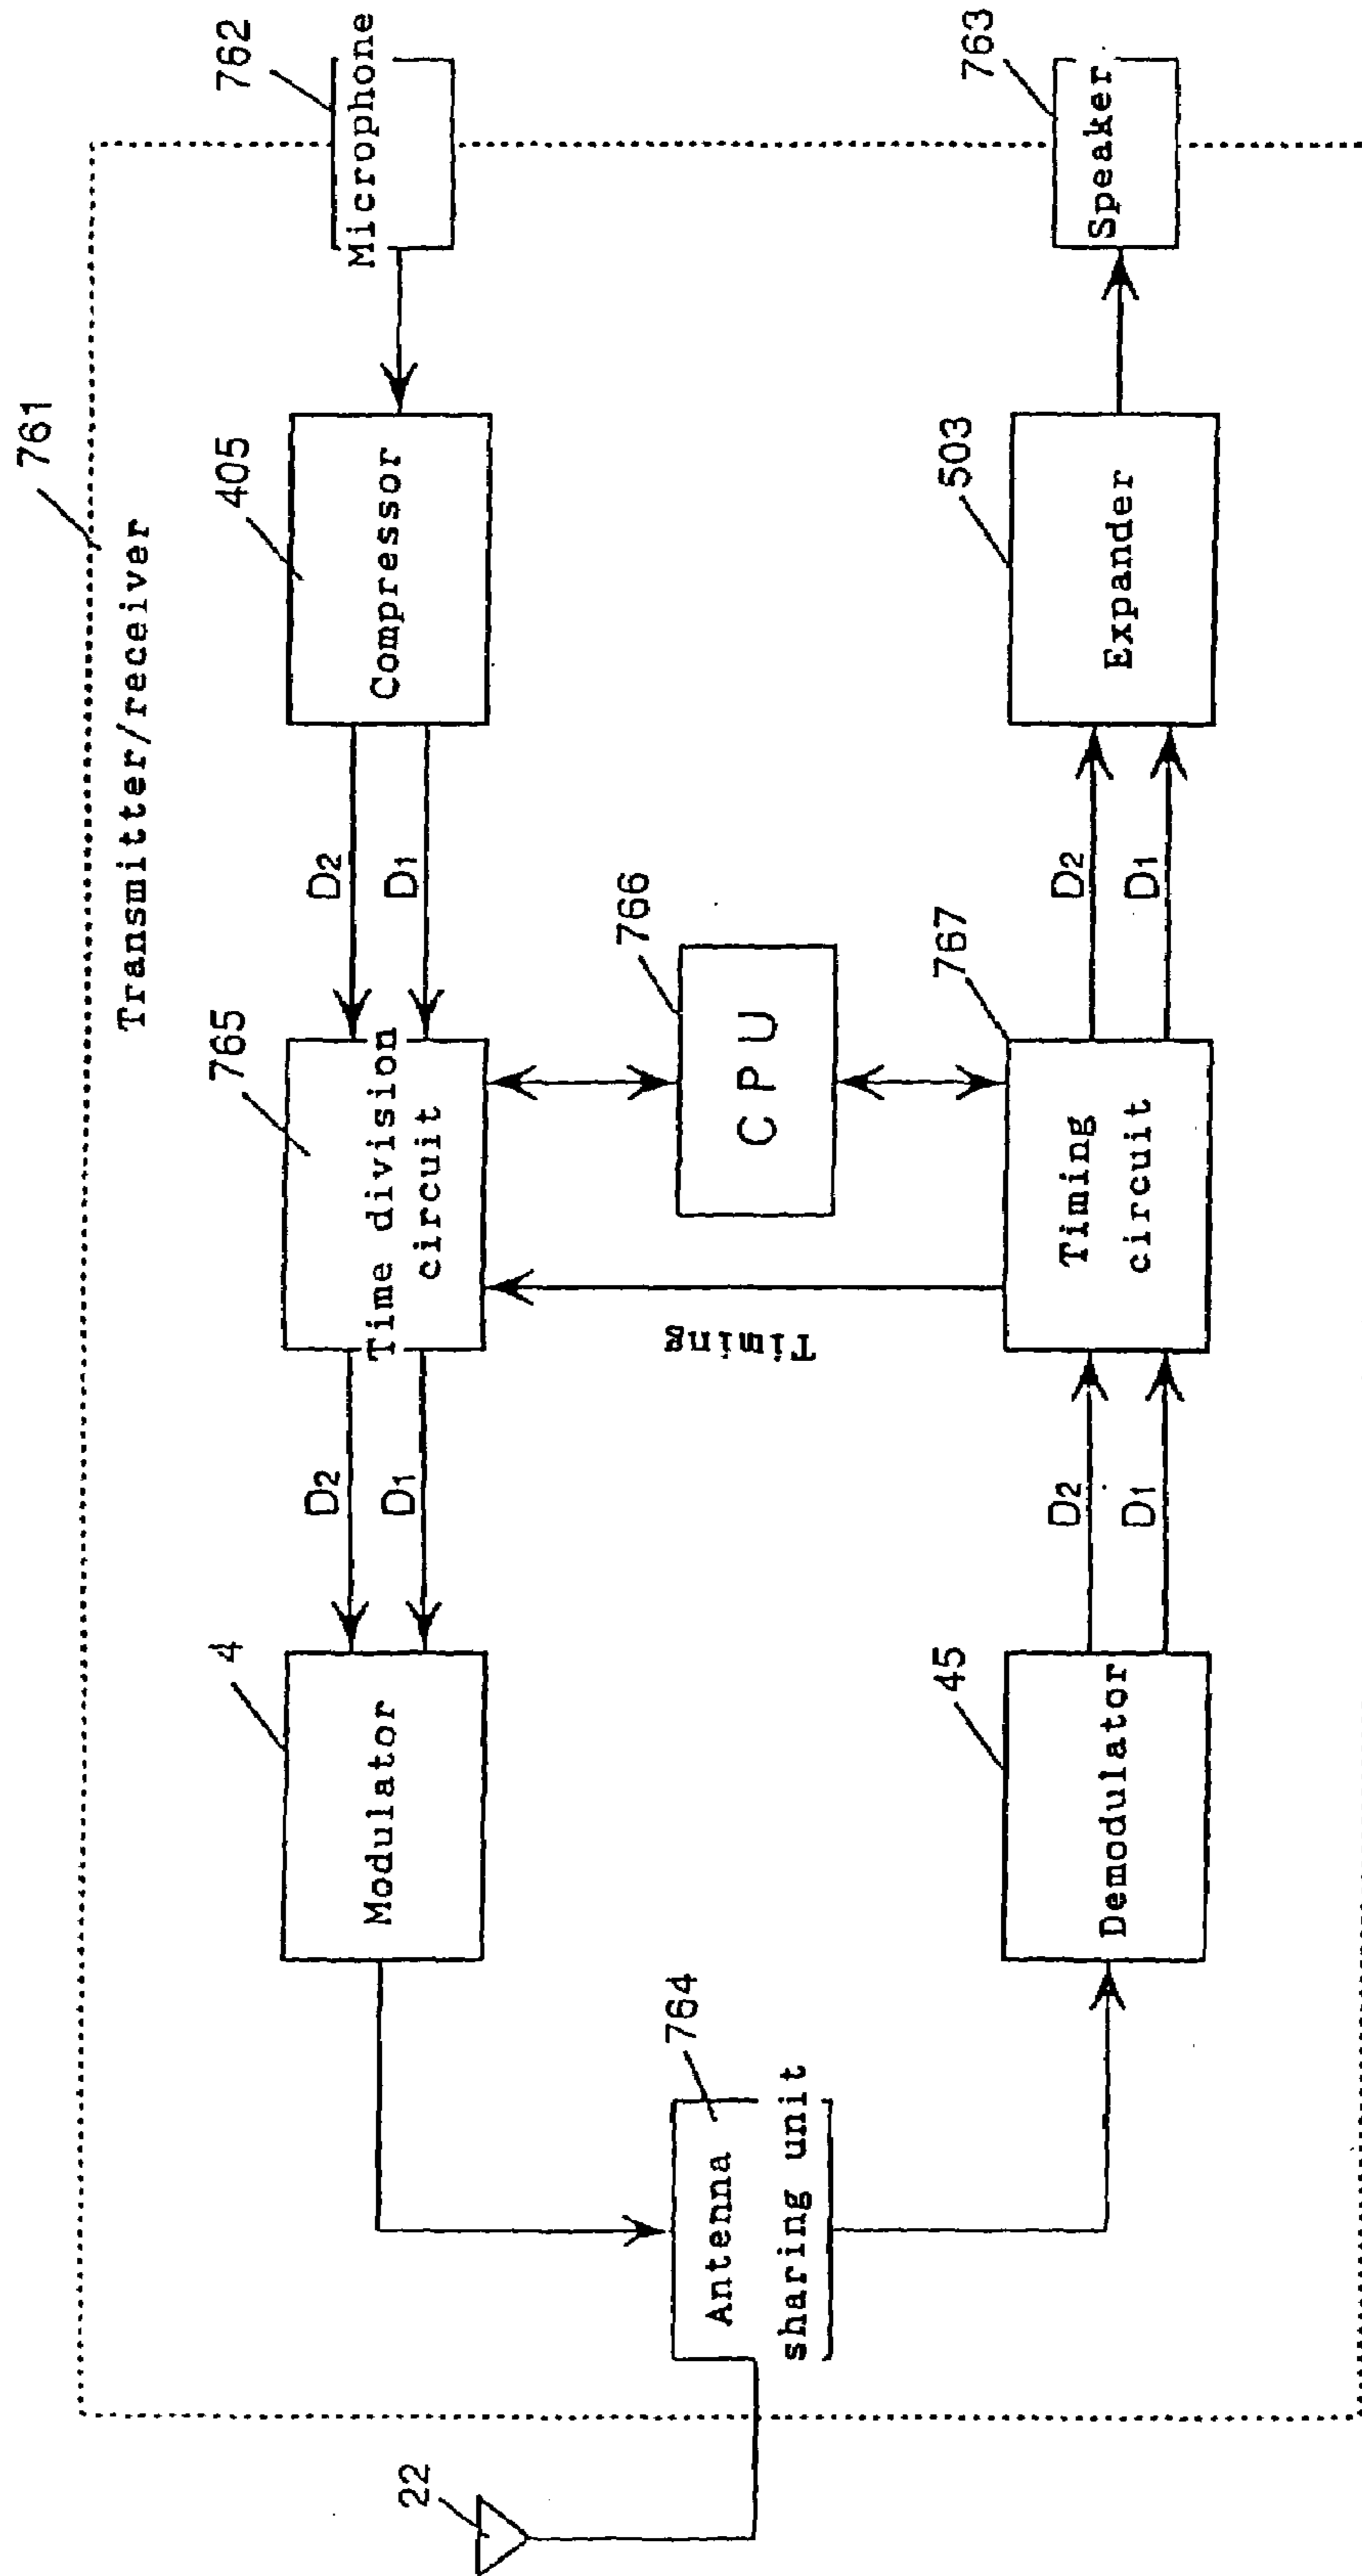 761
Transmitter/receiver
22
764
Antenna
sharing unit
4
Modulator
D2
D1
765
Time division
circuit
D2
D1
405
Compressor
762
Microphone
766
CPU
Timing
45
Demodulator
D2
D1
767
Timing
circuit
D2
D1
503
Expander
763
Speaker